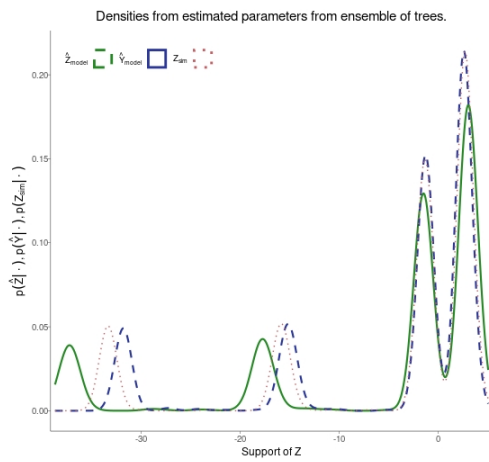 Densities from estimated parameters from ensemble of trees.
Ẑmodel Ŷmodel Zsim
p(Ẑ| · ), p(Ŷ| · ), p(Zsim| · )
0.20
0.15
0.10
0.05
0.00
-30 -20 -10 0
Support of Z